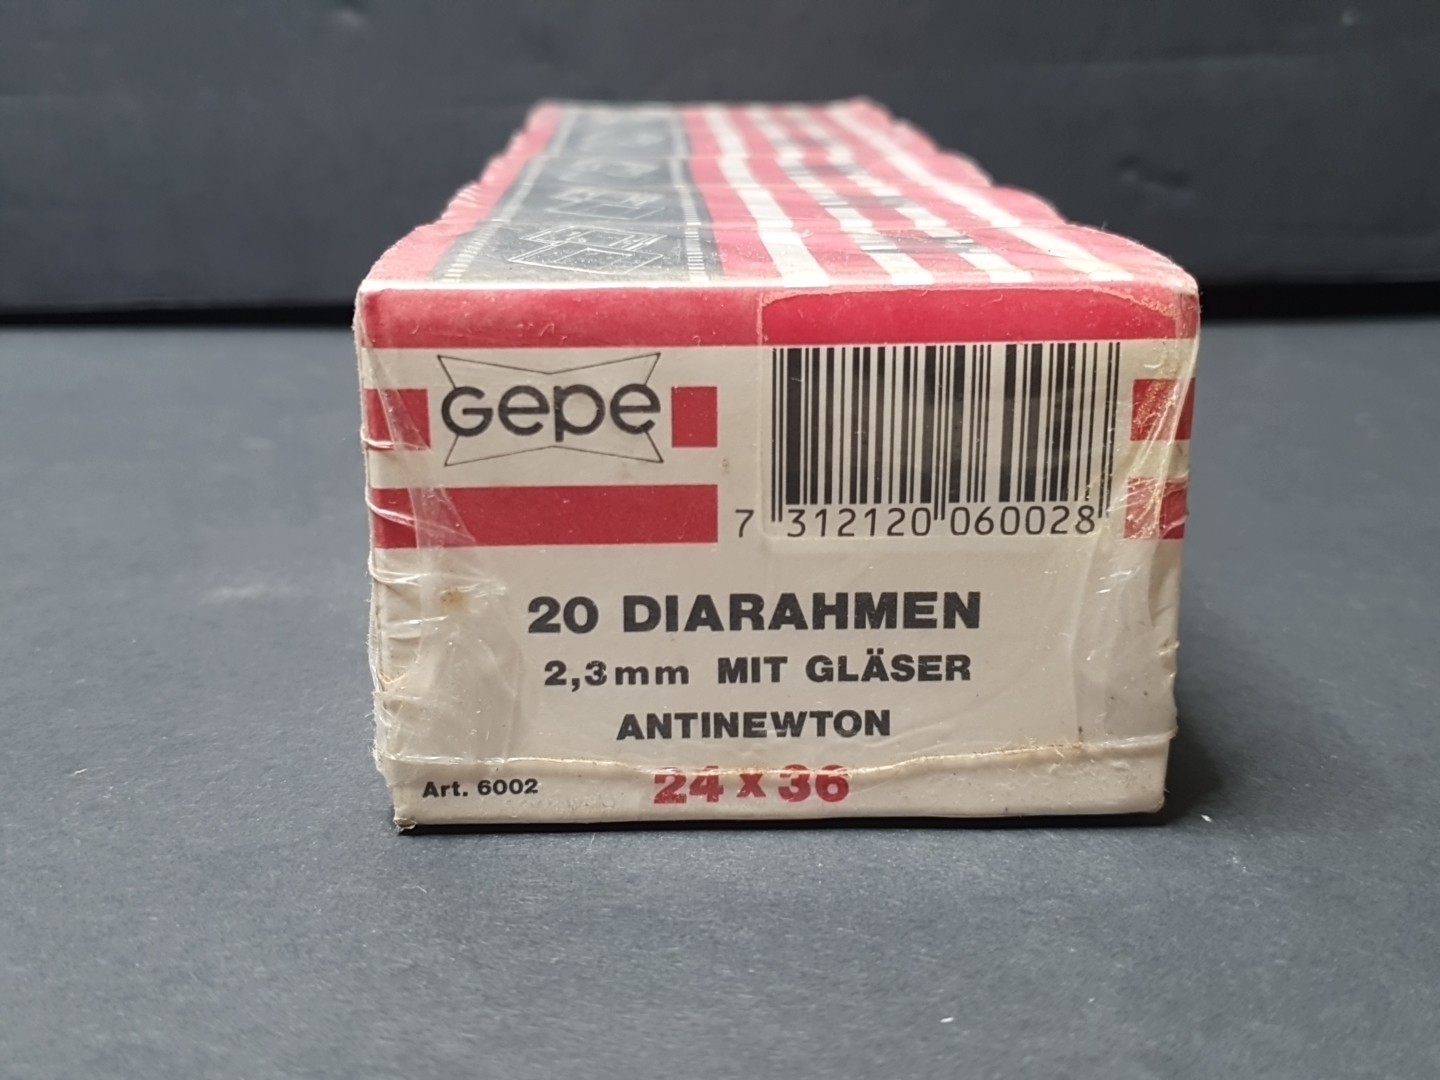 Gepe
7 312120 060028
20 DIARAHMEN
2,3mm MIT GLÄSER
ANTINEWTON
24 x 36
Art. 6002